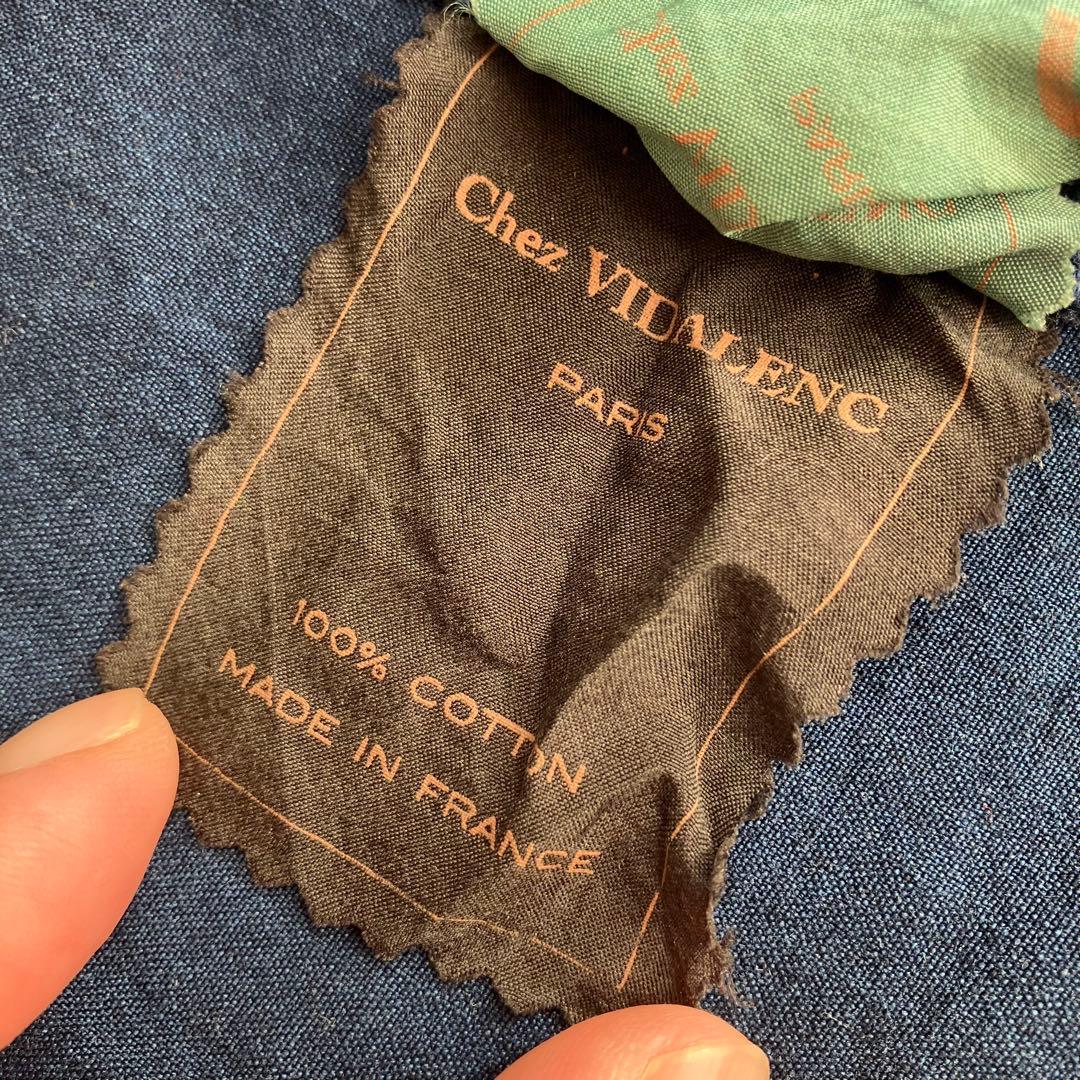 Chez VIDALENC
PARIS
100% COTTON
MADE IN FRANCE